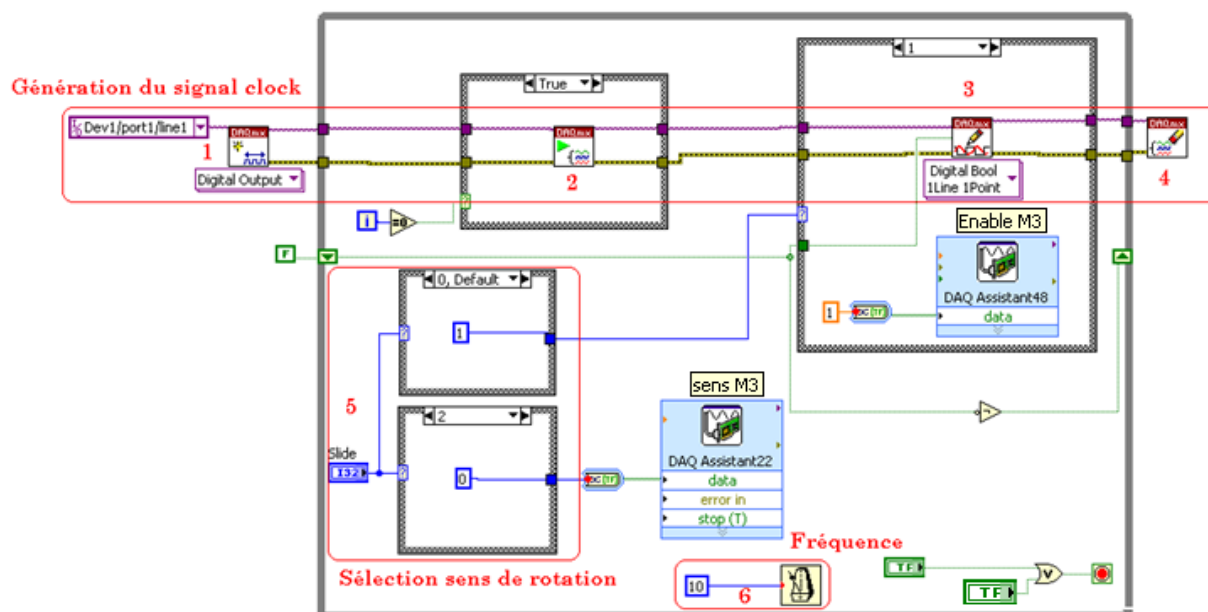 Génération du signal clock
Dev1/port1/line1
1
DAQmx
Digital Output
True
DAQmx
2
i
=0
?
F
1
3
DAQmx
Digital Bool
1Line 1Point
DAQmx
4
?
Enable M3
DAQ Assistant48
data
1
0, Default
?
1
5
Slide
I32
2
?
0
Sélection sens de rotation
sens M3
DAQ Assistant22
data
error in
stop (T)
Fréquence
10
6
TF
TF
V